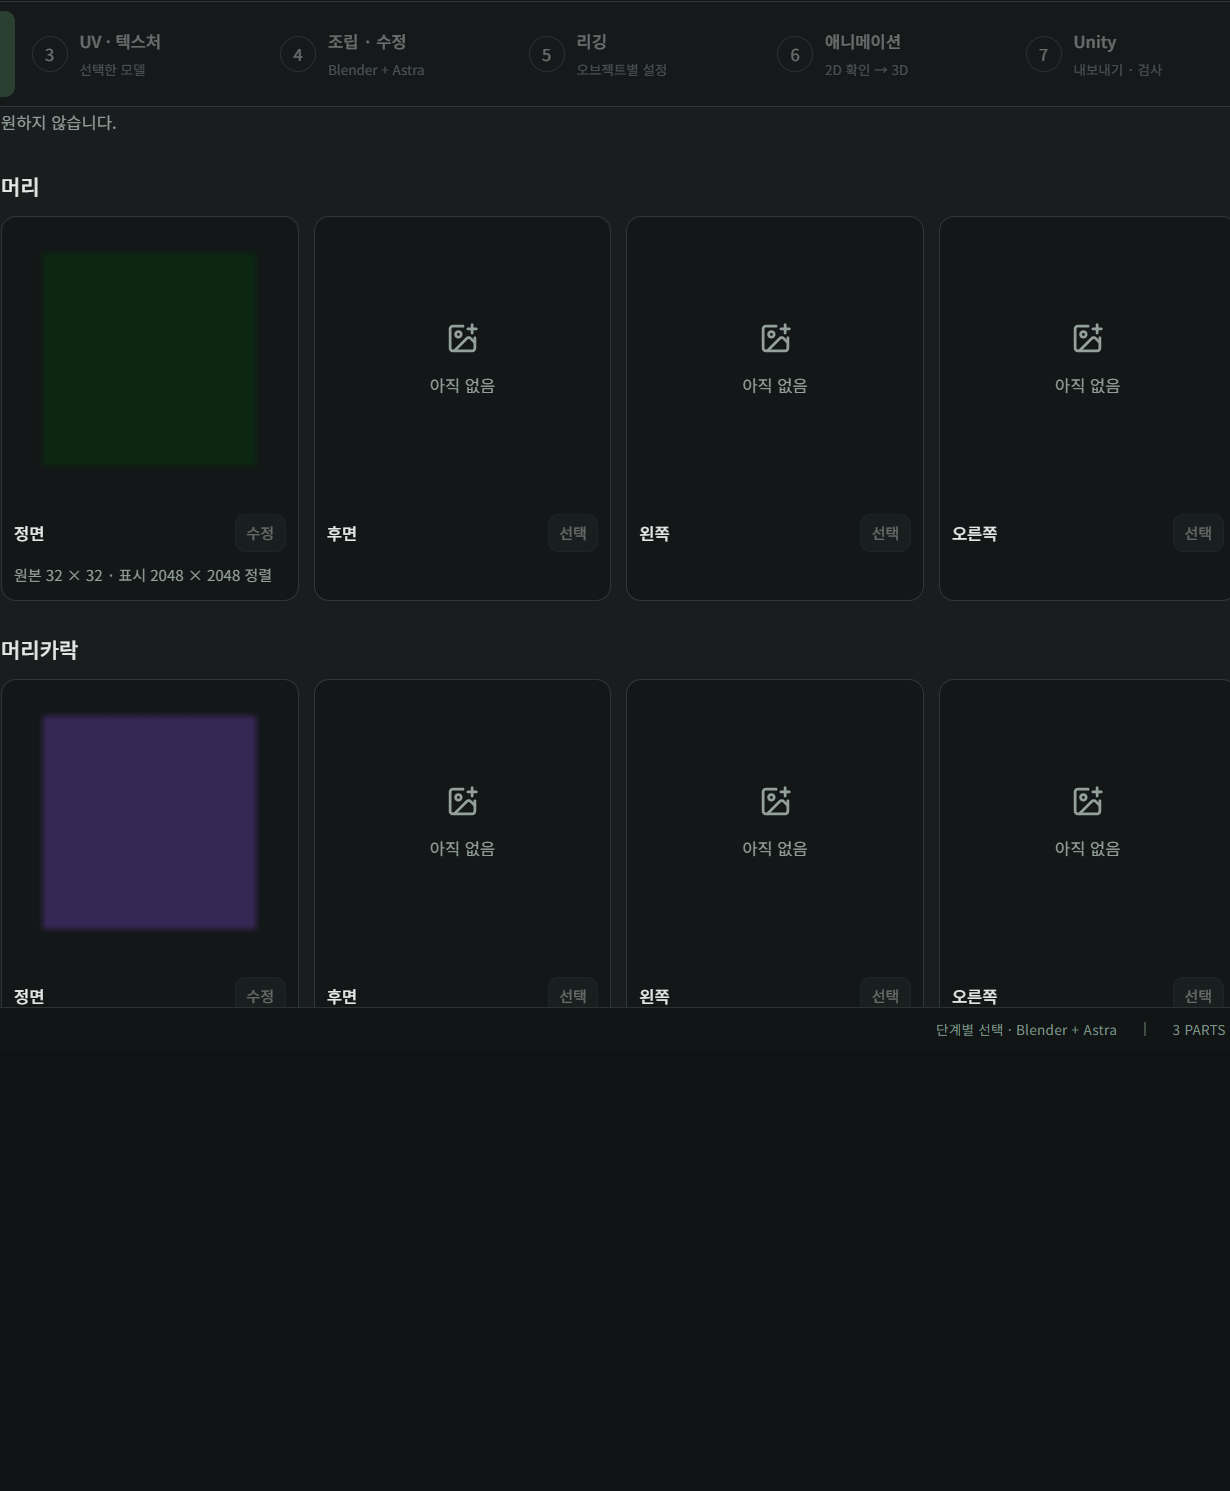 3 UV · 텍스처 4 조립 · 수정 5 리깅 6 애니메이션 7 Unity
선택한 모델 Blender + Astra 오브젝트별 설정 2D 확인 → 3D 내보내기 · 검사
원하지 않습니다.
머리
아직 없음 아직 없음 아직 없음
정면 수정 후면 선택 왼쪽 선택 오른쪽 선택
원본 32 × 32 · 표시 2048 × 2048 정렬
머리카락
아직 없음 아직 없음 아직 없음
정면 수정 후면 선택 왼쪽 선택 오른쪽 선택
단계별 선택 · Blender + Astra | 3 PARTS